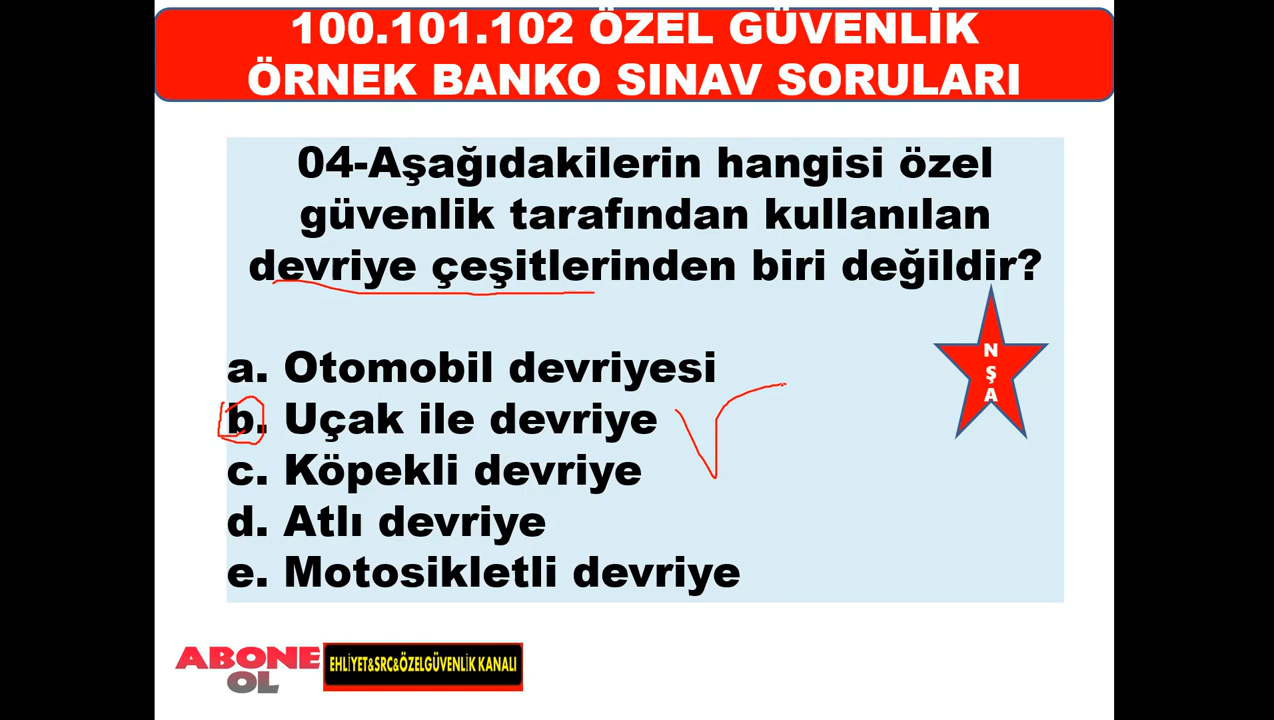 100.101.102 ÖZEL GÜVENLİK
ÖRNEK BANKO SINAV SORULARI
04-Aşağıdakilerin hangisi özel
güvenlik tarafından kullanılan
devriye çeşitlerinden biri değildir?
a. Otomobil devriyesi
b. Uçak ile devriye
c. Köpekli devriye
d. Atlı devriye
e. Motosikletli devriye
N
Ş
A
ABONE
OL
EHLİYET&SRC&ÖZELGÜVENLİK KANALI